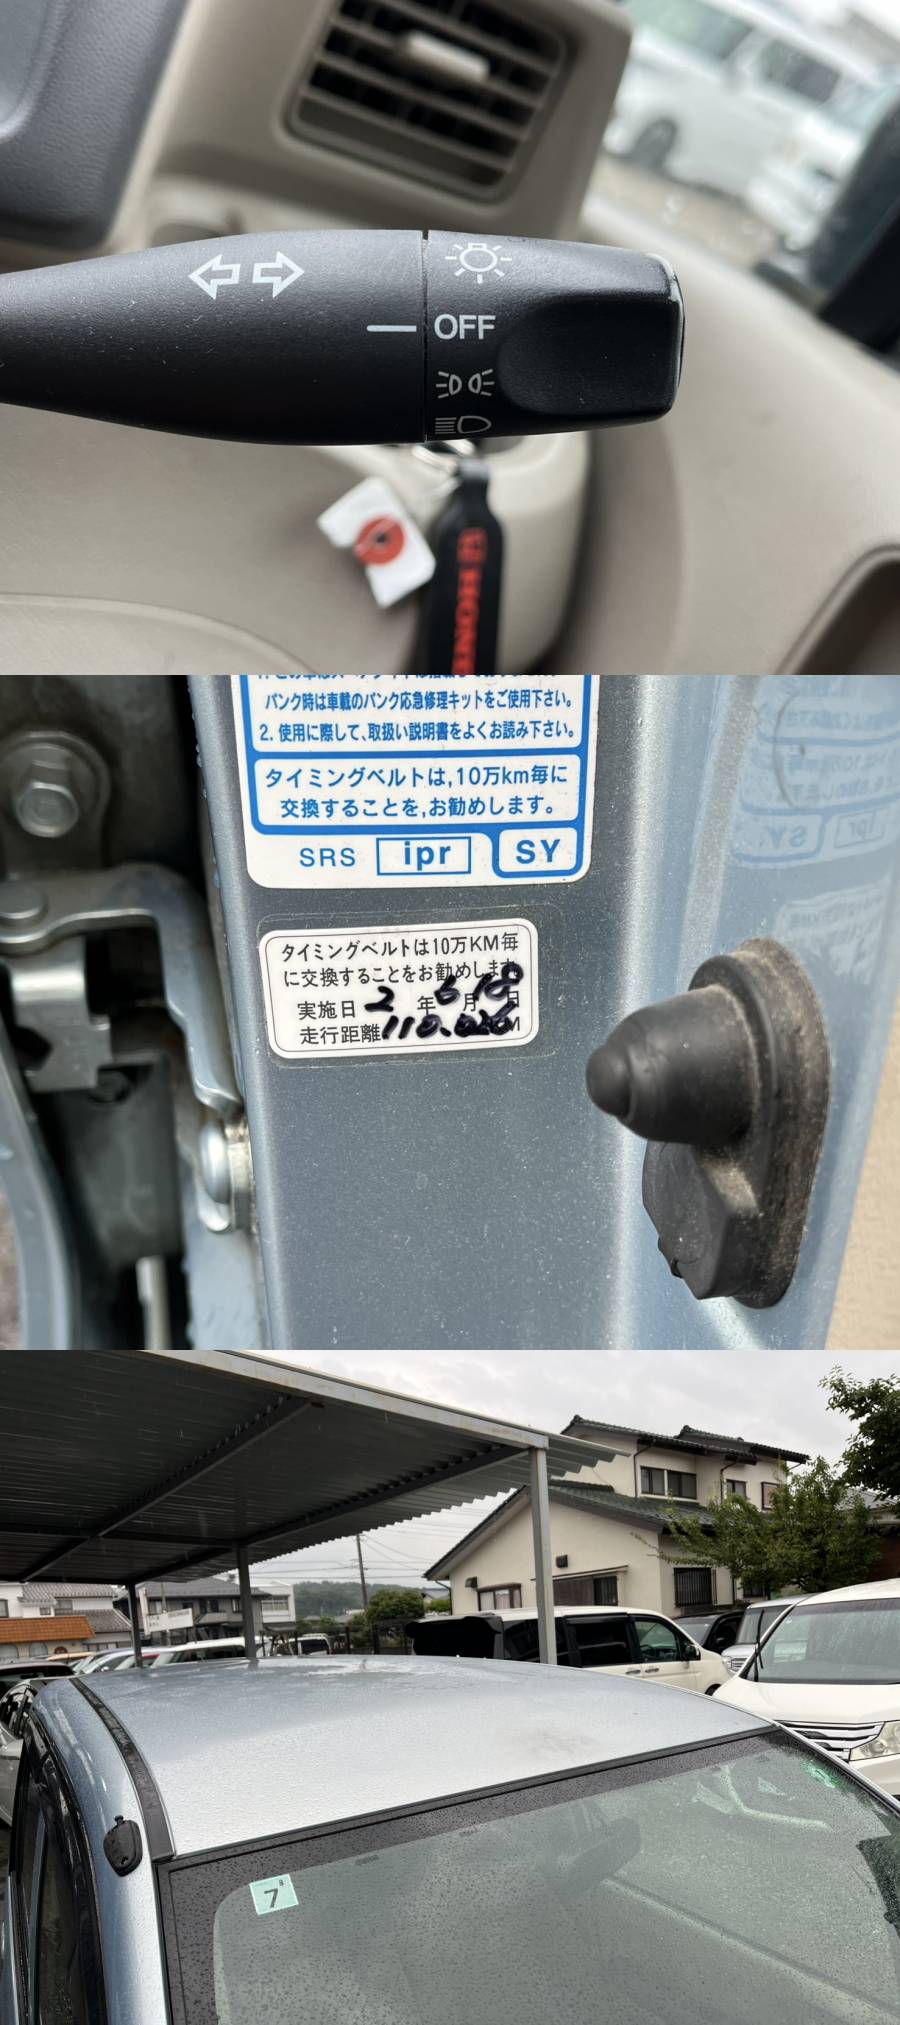 OFF
HONDA
パンク時は車載のパンク応急修理キットをご使用下さい。
2. 使用に際して、取扱い説明書をよくお読み下さい。
タイミングベルトは,10万km毎に
交換することを,お勧めします。
SRS ipr SY
タイミングベルトは10万KM毎
に交換することをお勧めします
実施日 2 年 6 月 18 日
走行距離 110. KM
7